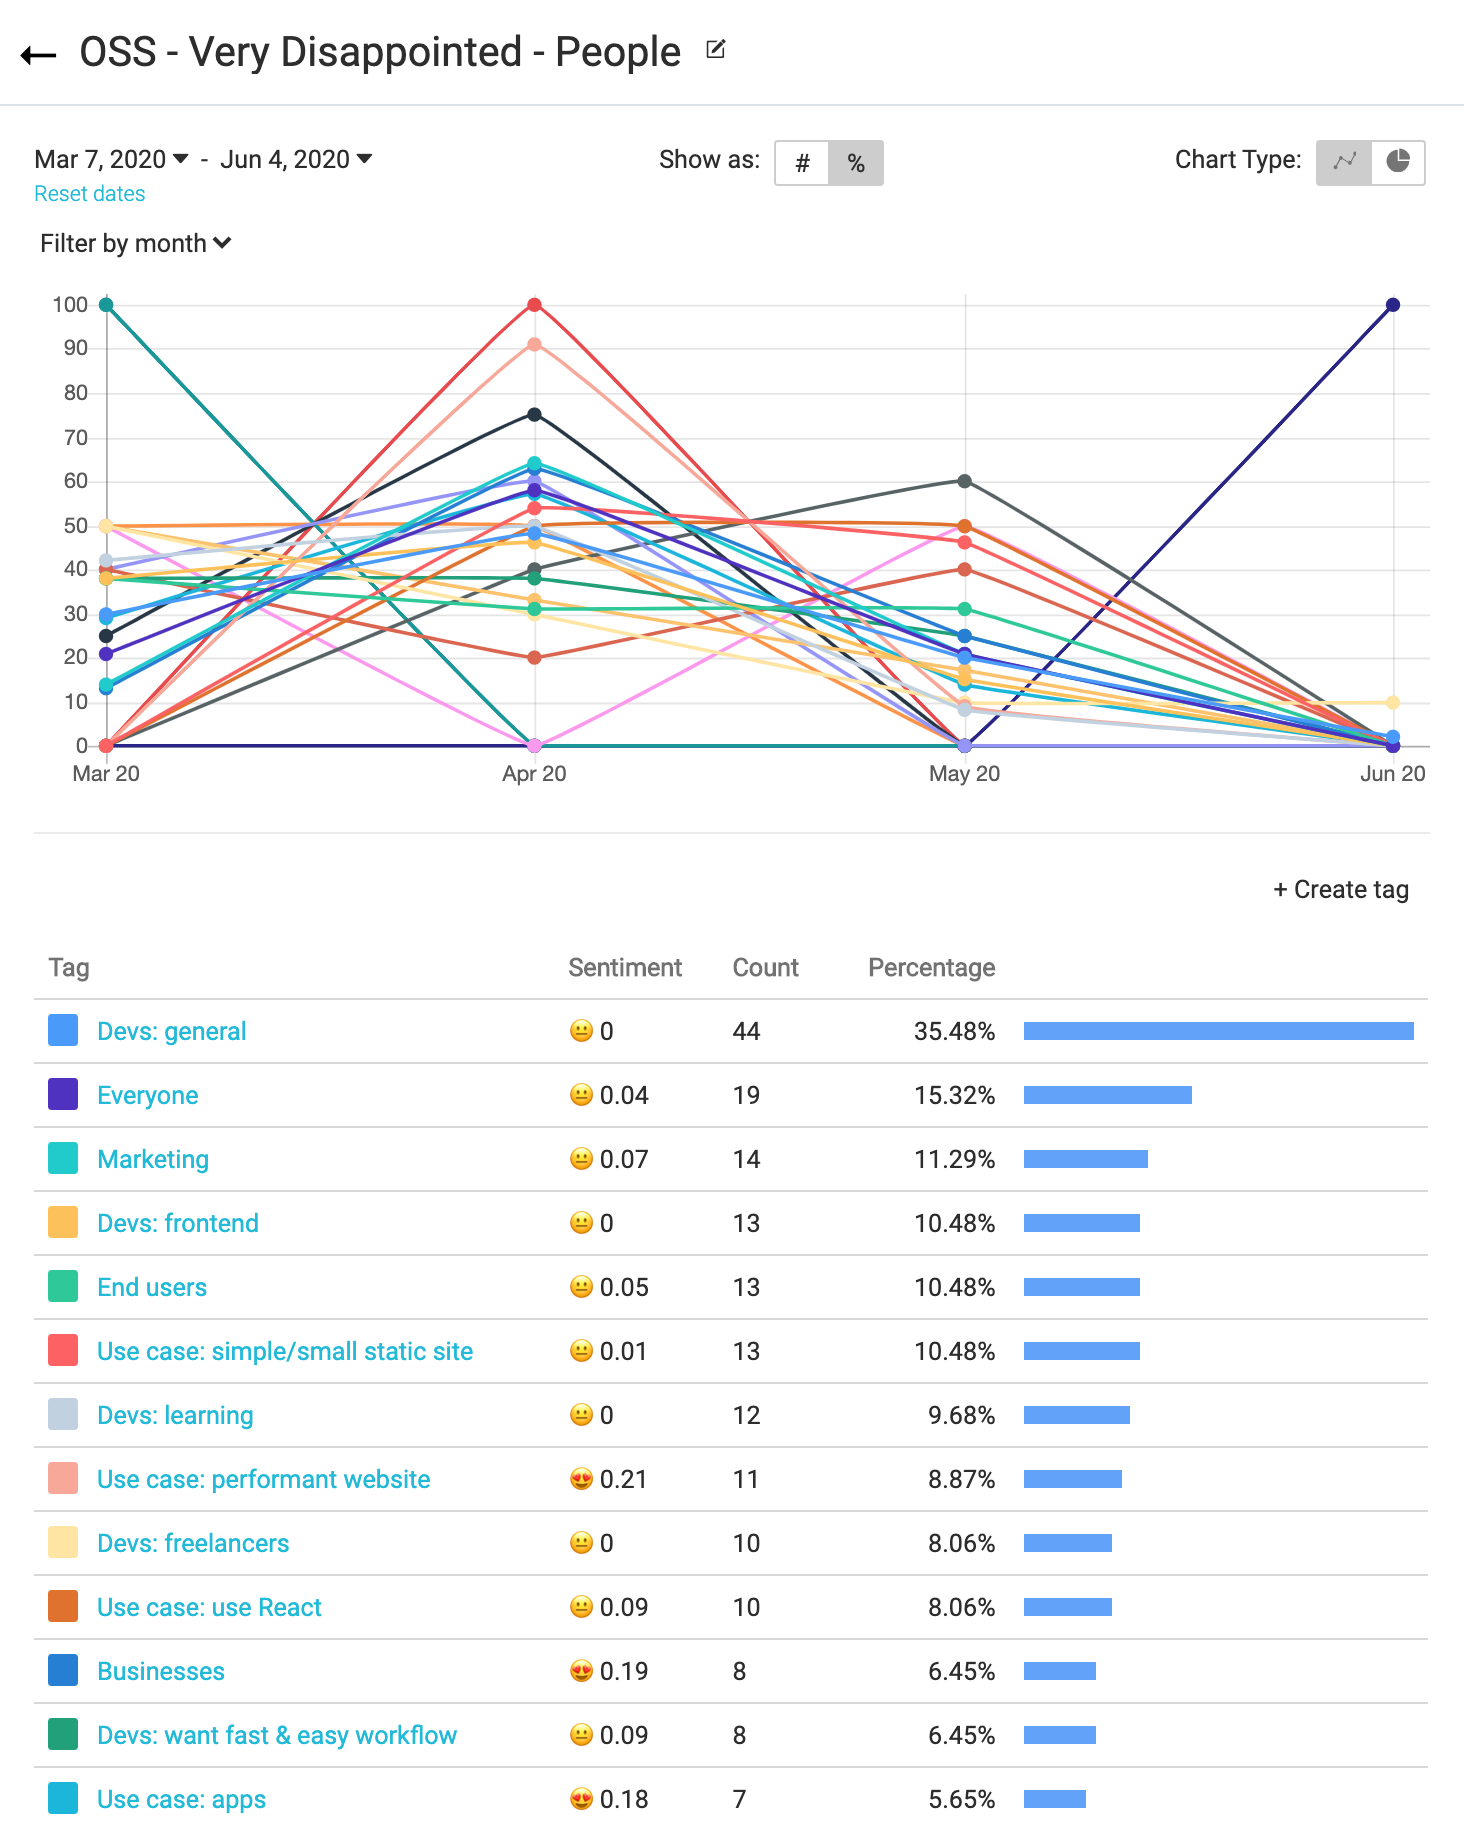 OSS - Very Disappointed - People
Mar 7, 2020 - Jun 4, 2020
Show as: # %
Chart Type:
Reset dates
Filter by month
100
90
80
70
60
50
40
30
20
10
0
Mar 20 Apr 20 May 20 Jun 20
+ Create tag
Tag Sentiment Count Percentage
Devs: general 0 44 35.48%
Everyone 0.04 19 15.32%
Marketing 0.07 14 11.29%
Devs: frontend 0 13 10.48%
End users 0.05 13 10.48%
Use case: simple/small static site 0.01 13 10.48%
Devs: learning 0 12 9.68%
Use case: performant website 0.21 11 8.87%
Devs: freelancers 0 10 8.06%
Use case: use React 0.09 10 8.06%
Businesses 0.19 8 6.45%
Devs: want fast & easy workflow 0.09 8 6.45%
Use case: apps 0.18 7 5.65%